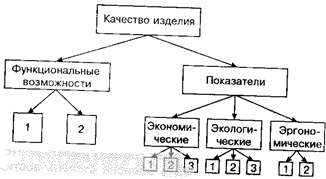 Качество изделия
Функциональные
возможности
Показатели
1
2
Экономи-
ческие
Экологи-
ческие
Эргоно-
мические
1 2 3
1 2 3
1 2